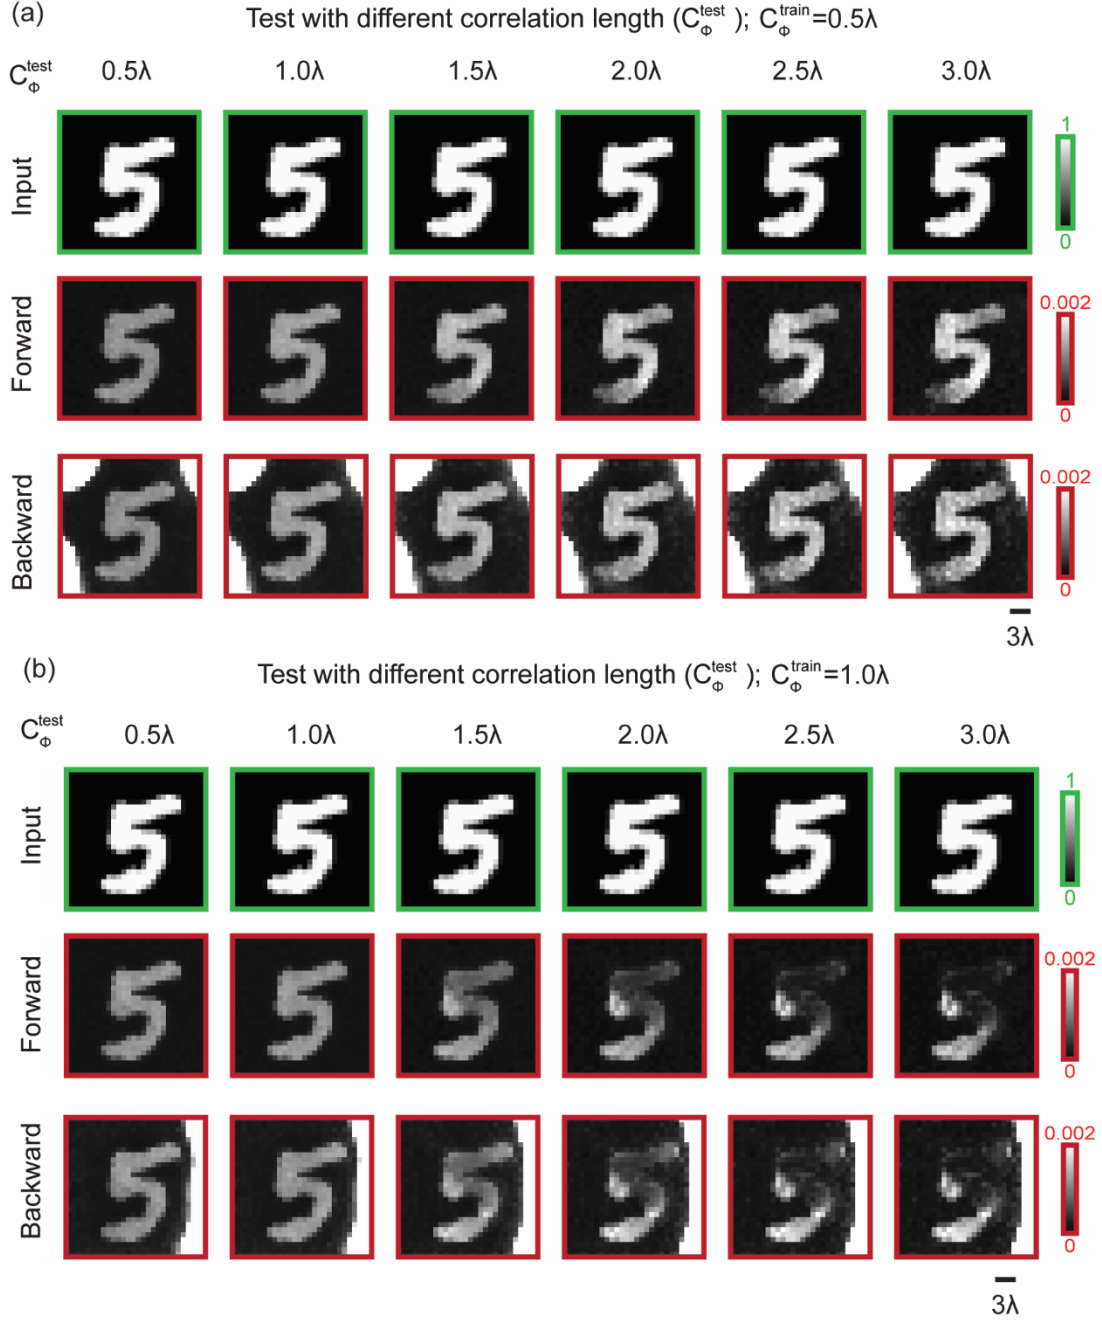 (a)
Test with different correlation length (C_Φ^test ); C_Φ^train=0.5λ
C_Φ^test 0.5λ 1.0λ 1.5λ 2.0λ 2.5λ 3.0λ
Input
1
0
Forward
0.002
0
Backward
0.002
0
3λ
(b)
Test with different correlation length (C_Φ^test ); C_Φ^train=1.0λ
C_Φ^test 0.5λ 1.0λ 1.5λ 2.0λ 2.5λ 3.0λ
Input
1
0
Forward
0.002
0
Backward
0.002
0
3λ